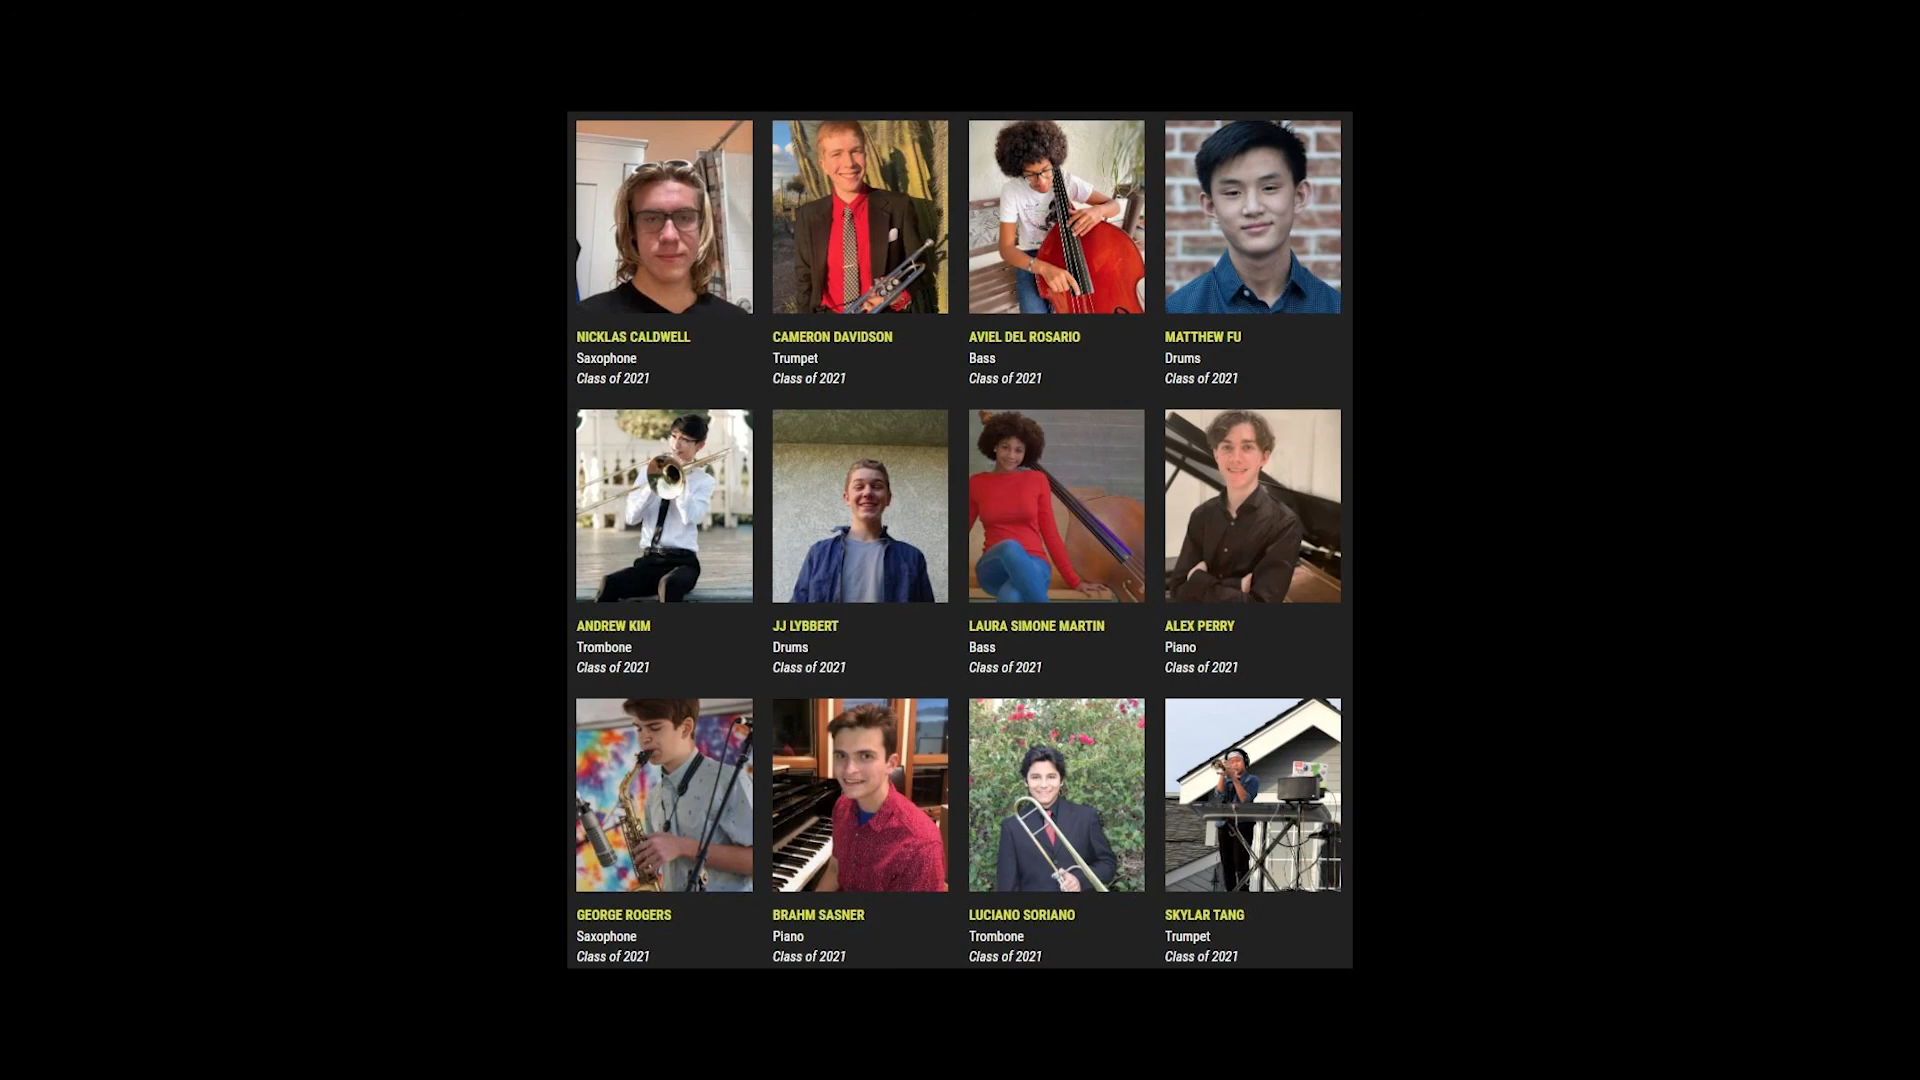 NICKLAS CALDWELL
Saxophone
Class of 2021
CAMERON DAVIDSON
Trumpet
Class of 2021
AVIEL DEL ROSARIO
Bass
Class of 2021
MATTHEW FU
Drums
Class of 2021
ANDREW KIM
Trombone
Class of 2021
JJ LYBBERT
Drums
Class of 2021
LAURA SIMONE MARTIN
Bass
Class of 2021
ALEX PERRY
Piano
Class of 2021
GEORGE ROGERS
Saxophone
Class of 2021
BRAHM SASNER
Piano
Class of 2021
LUCIANO SORIANO
Trombone
Class of 2021
SKYLAR TANG
Trumpet
Class of 2021